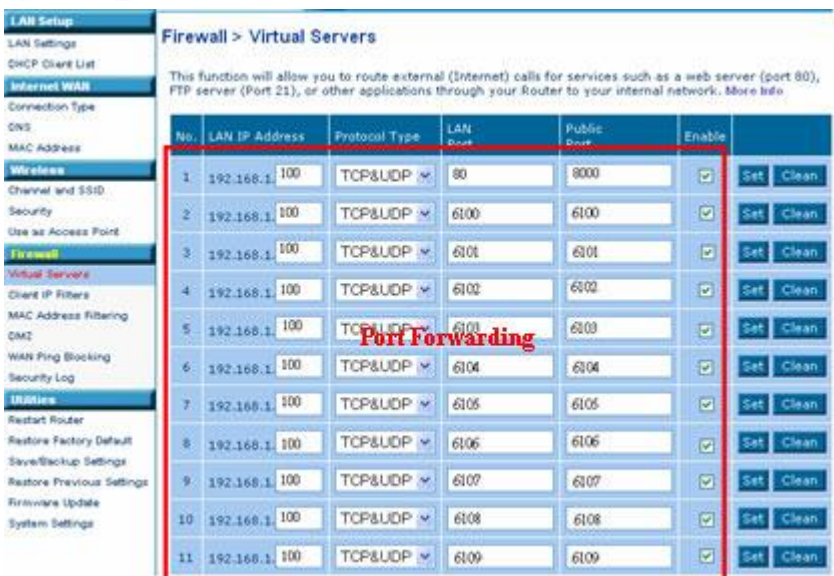 LAN Setup
LAN Settings
DHCP Client List
Internet WAN
Connection Type
DNS
MAC Address
Wireless
Channel and SSID
Security
Use as Access Point
Firewall
Virtual Servers
Client IP Filters
MAC Address Filtering
DMZ
WAN Ping Blocking
Security Log
Utilities
Restart Router
Restore Factory Default
Save/Backup Settings
Restore Previous Settings
Firmware Update
System Settings
Firewall > Virtual Servers
This function will allow you to route external (Internet) calls for services such as a web server (port 80),
FTP server (Port 21), or other applications through your Router to your internal network. More Info
No. LAN IP Address Protocol Type LAN Port Public Port Enable
1 192.168.1. 100 TCP&UDP 80 8000 Set Clean
2 192.168.1. 100 TCP&UDP 6100 6100 Set Clean
3 192.168.1. 100 TCP&UDP 6101 6101 Set Clean
4 192.168.1. 100 TCP&UDP 6102 6102 Set Clean
5 192.168.1. 100 TCP&UDP 6103 6103 Set Clean
Port Forwarding
6 192.168.1. 100 TCP&UDP 6104 6104 Set Clean
7 192.168.1. 100 TCP&UDP 6105 6105 Set Clean
8 192.168.1. 100 TCP&UDP 6106 6106 Set Clean
9 192.168.1. 100 TCP&UDP 6107 6107 Set Clean
10 192.168.1. 100 TCP&UDP 6108 6108 Set Clean
11 192.168.1. 100 TCP&UDP 6109 6109 Set Clean